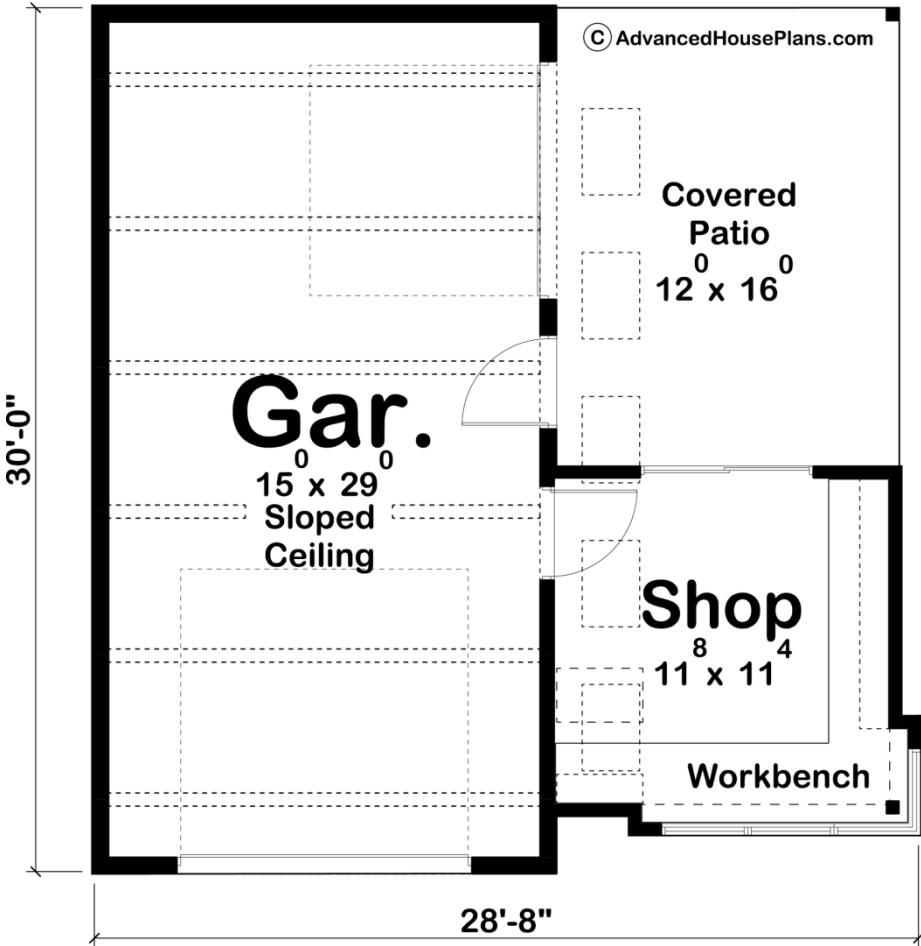 © AdvancedHousePlans.com
Covered
Patio
12⁰ x 16⁰
30'-0"
Gar.
15⁰ x 29⁰
Sloped
Ceiling
Shop
11⁸ x 11⁴
Workbench
28'-8"